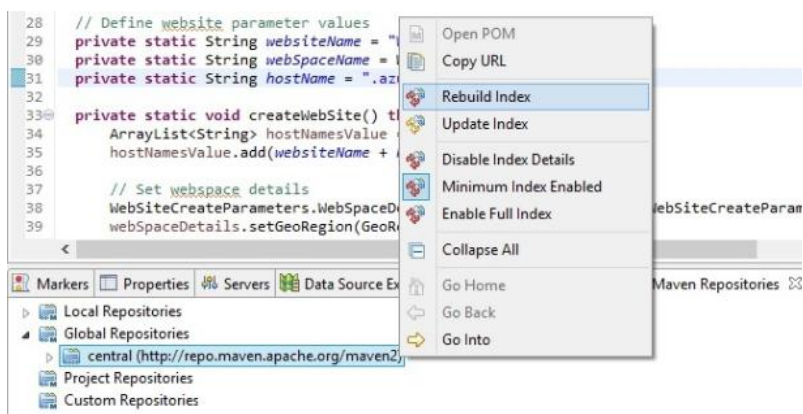 28 // Define website parameter values
29 private static String websiteName = "
30 private static String webSpaceName =
31 private static String hostName = ".az
32
33 private static void createWebSite() t
34 ArrayList<String> hostNamesValue
35 hostNamesValue.add(websiteName +
36
37 // Set webspace details
38 WebSiteCreateParameters.WebSpaceD ebSiteCreateParam
39 webSpaceDetails.setGeoRegion(GeoR
Open POM
Copy URL
Rebuild Index
Update Index
Disable Index Details
Minimum Index Enabled
Enable Full Index
Collapse All
Go Home
Go Back
Go Into
Markers Properties Servers Data Source Ex Maven Repositories
Local Repositories
Global Repositories
central (http://repo.maven.apache.org/maven2)
Project Repositories
Custom Repositories